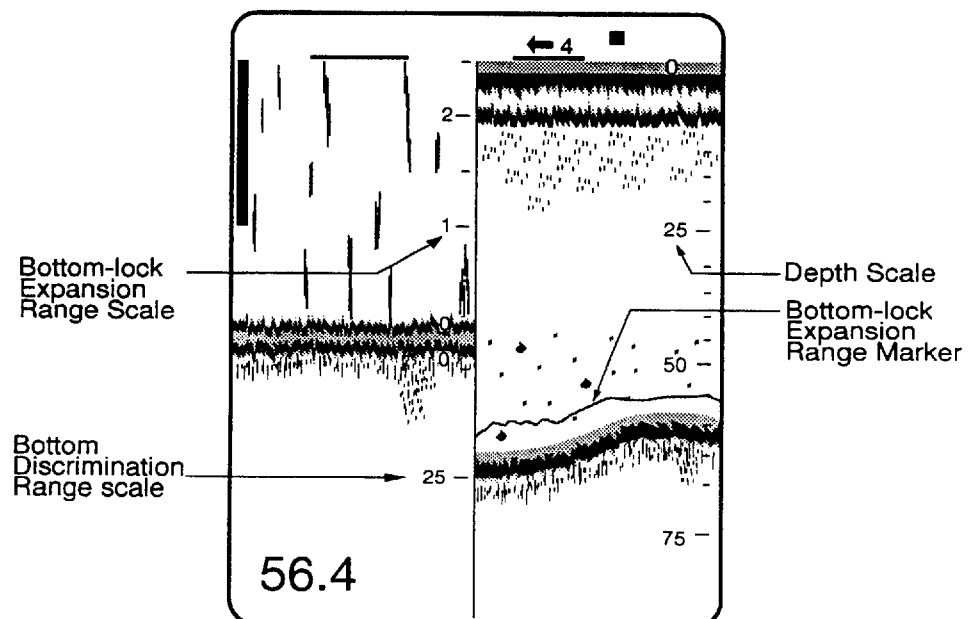 4
0
2
1
25
Bottom-lock
Expansion
Range Scale
Depth Scale
Bottom-lock
Expansion
Range Marker
0
0
50
Bottom
Discrimination
Range scale
25
75
56.4